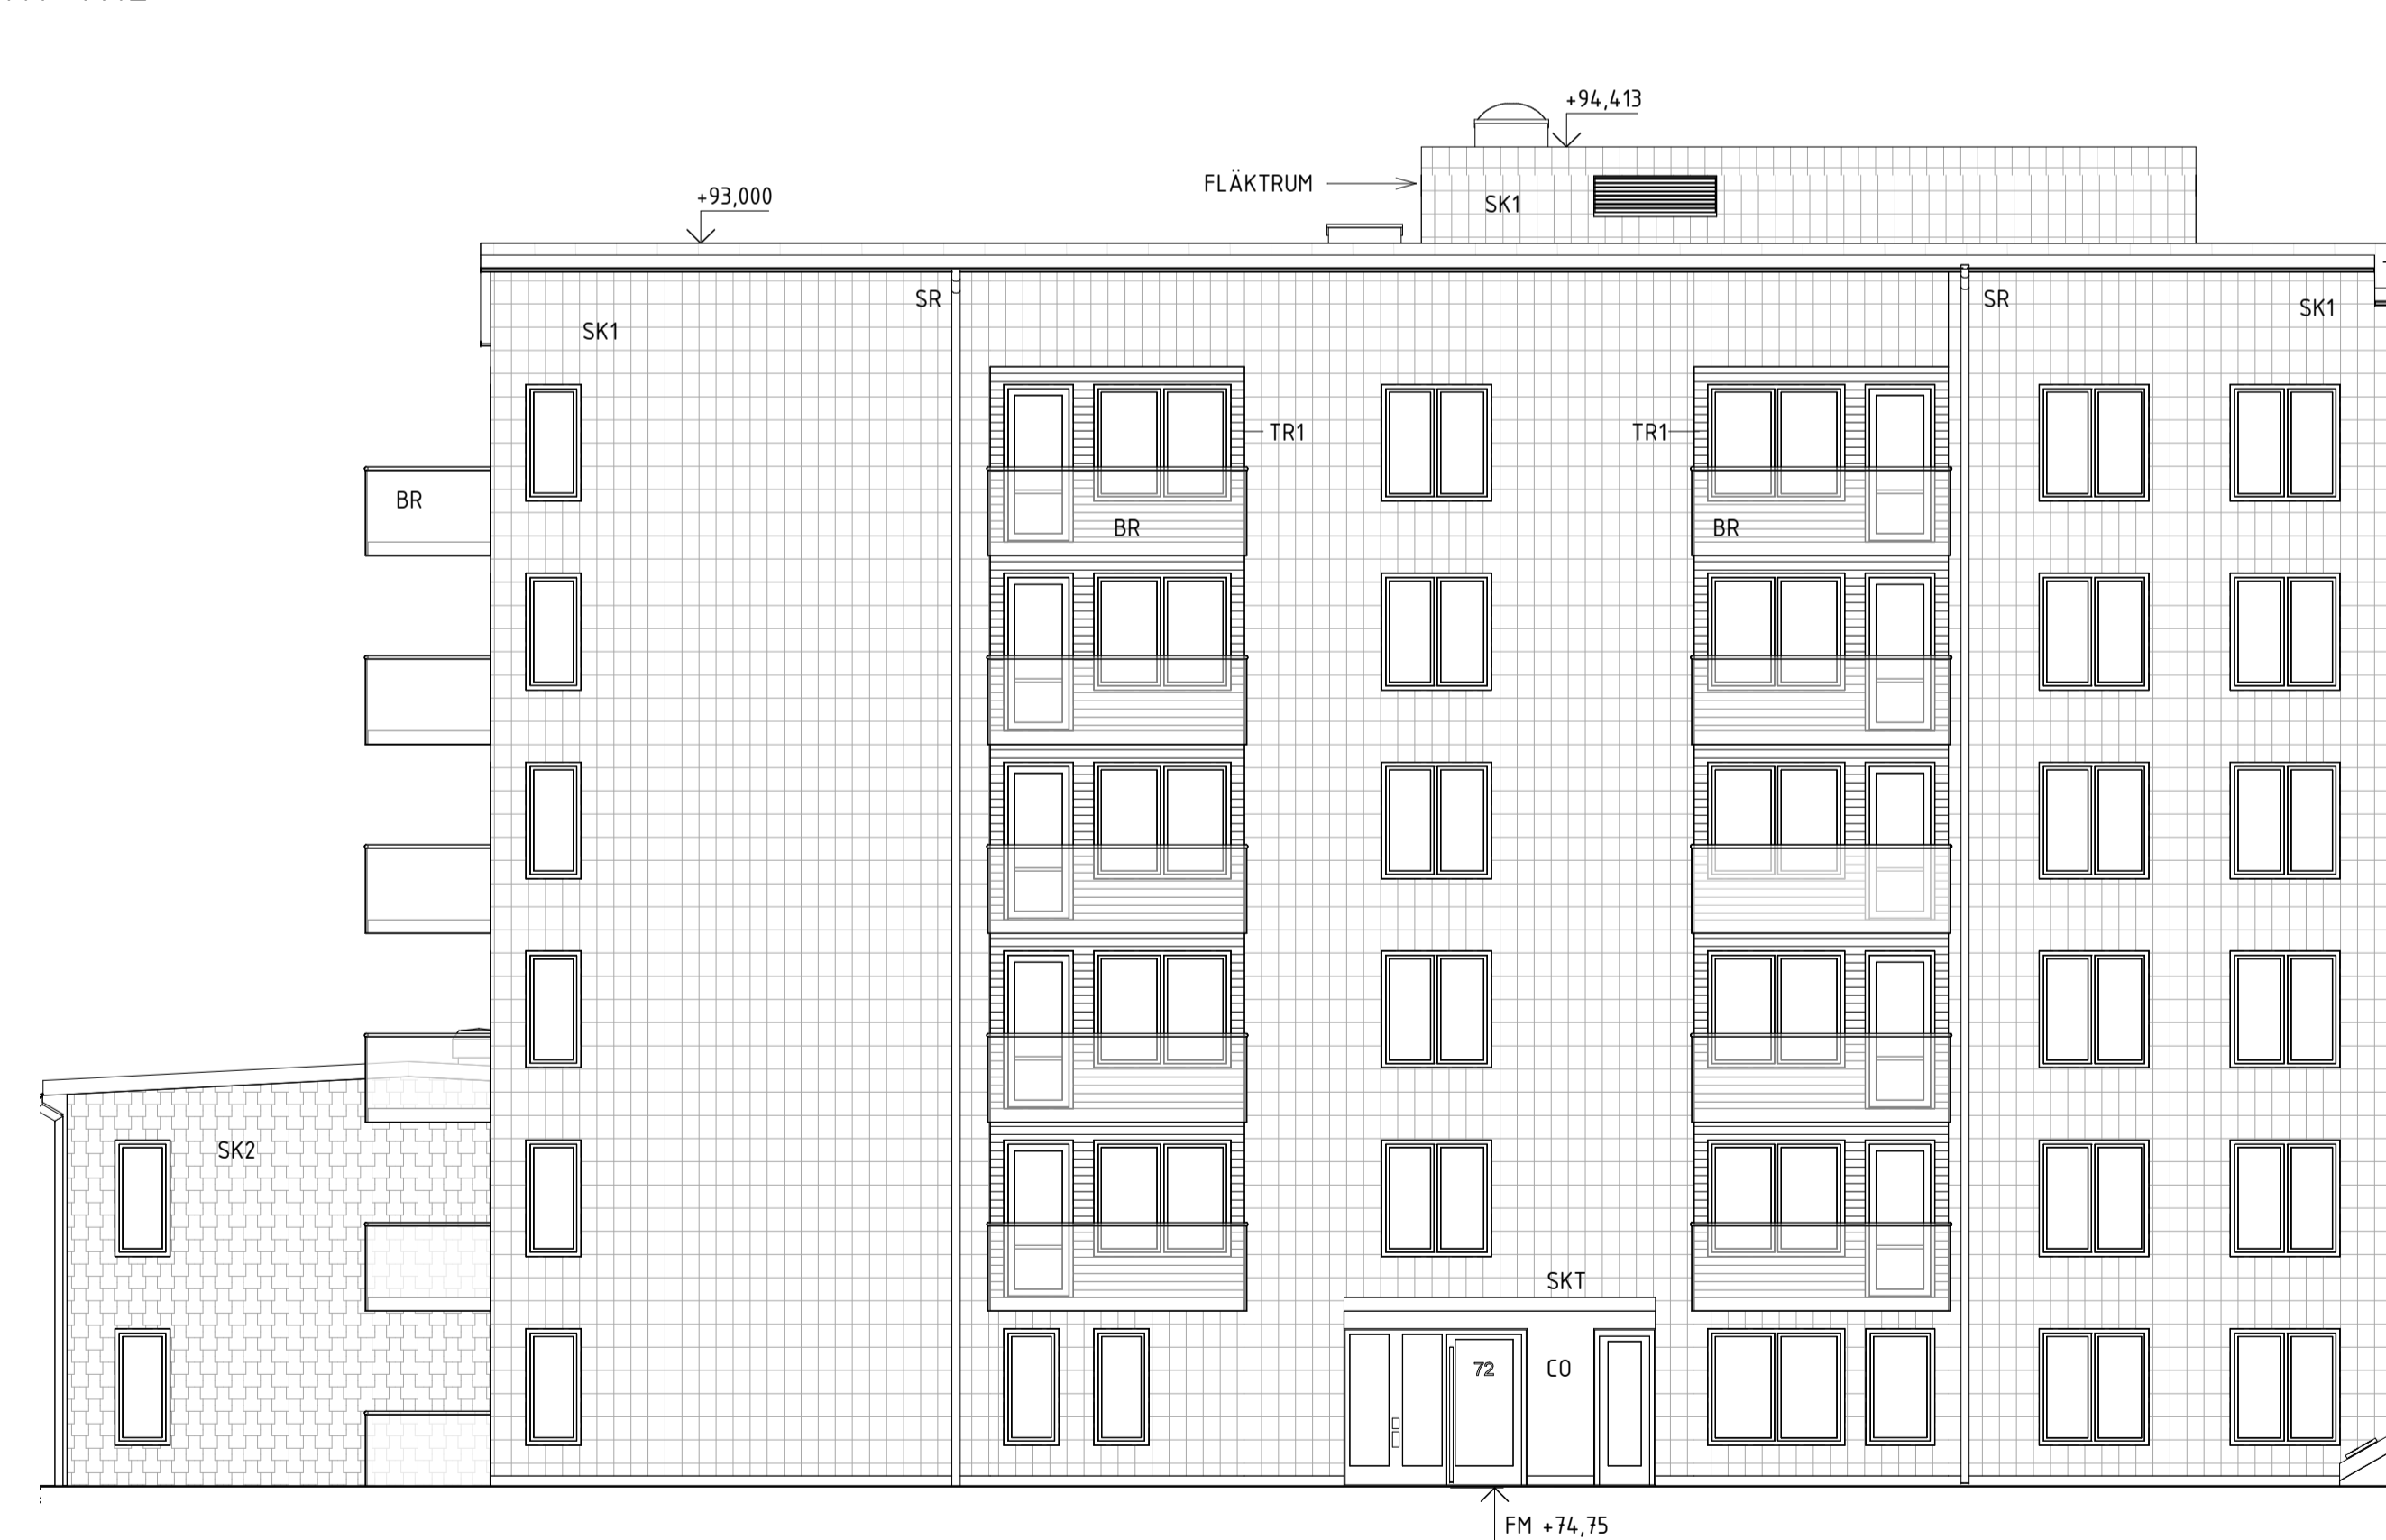 +94,413
FLÄKTRUM
+93,000
SK1
SR
SR
SK1
SK1
TR1
TR1
BR
BR
BR
SK2
SKT
72
CO
FM +74,75